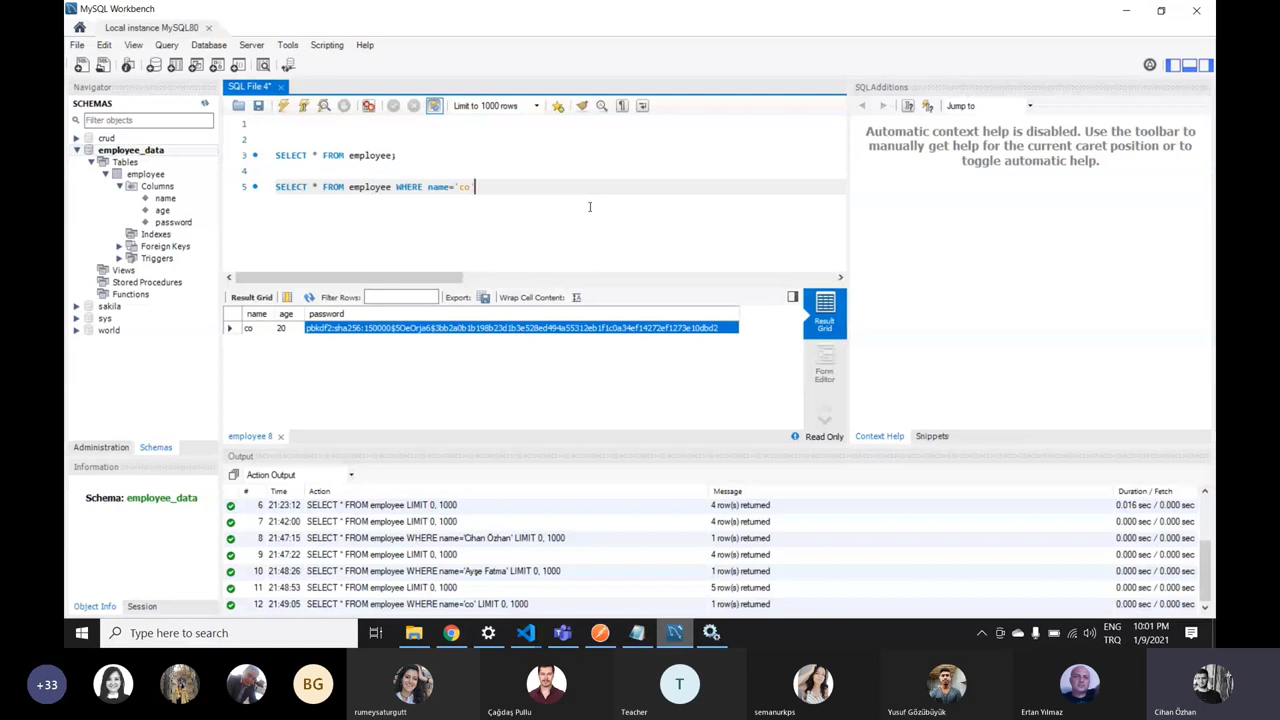 MySQL Workbench
Local instance MySQL80
File Edit View Query Database Server Tools Scripting Help
Navigator
SCHEMAS
Filter objects
crud
employee_data
Tables
employee
Columns
name
age
password
Indexes
Foreign Keys
Triggers
Views
Stored Procedures
Functions
sakila
sys
world
Administration Schemas
Information
Schema: employee_data
Object Info Session
SQL File 4*
Limit to 1000 rows
1
2
3 SELECT * FROM employee;
4
5 SELECT * FROM employee WHERE name='co'
Result Grid Filter Rows: Export: Wrap Cell Content:
name age password
co 20 pbkdf2:sha256:150000$5OeOrja6$3bb2a0b1b198b23d1b3e528ed494a55312eb1f1c0a34ef14272ef1273e10dbd2
Result
Grid
Form
Editor
employee 8
Read Only
SQLAdditions
Jump to
Automatic context help is disabled. Use the toolbar to
manually get help for the current caret position or to
toggle automatic help.
Context Help Snippets
Output
Action Output
# Time Action Message Duration / Fetch
6 21:23:12 SELECT * FROM employee LIMIT 0, 1000 4 row(s) returned 0.016 sec / 0.000 sec
7 21:42:00 SELECT * FROM employee LIMIT 0, 1000 4 row(s) returned 0.000 sec / 0.000 sec
8 21:47:15 SELECT * FROM employee WHERE name='Cihan Özhan' LIMIT 0, 1000 1 row(s) returned 0.000 sec / 0.000 sec
9 21:47:22 SELECT * FROM employee LIMIT 0, 1000 4 row(s) returned 0.000 sec / 0.000 sec
10 21:48:26 SELECT * FROM employee WHERE name='Ayşe Fatma' LIMIT 0, 1000 1 row(s) returned 0.000 sec / 0.000 sec
11 21:48:53 SELECT * FROM employee LIMIT 0, 1000 5 row(s) returned 0.000 sec / 0.000 sec
12 21:49:05 SELECT * FROM employee WHERE name='co' LIMIT 0, 1000 1 row(s) returned 0.000 sec / 0.000 sec
Type here to search
ENG
TRQ
10:01 PM
1/9/2021
+33
BG
T
rumeysaturgutt
Çağdaş Pullu
Teacher
semanurkps
Yusuf Gözübüyük
Ertan Yılmaz
Cihan Özhan